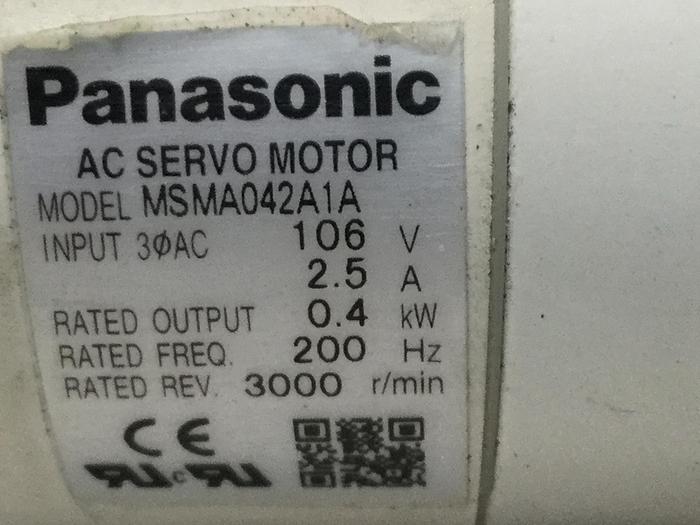 Panasonic
AC SERVO MOTOR
MODEL MSMA042A1A
INPUT 3ϕAC 106 V
2.5 A
RATED OUTPUT 0.4 kW
RATED FREQ. 200 Hz
RATED REV. 3000 r/min
CE
c